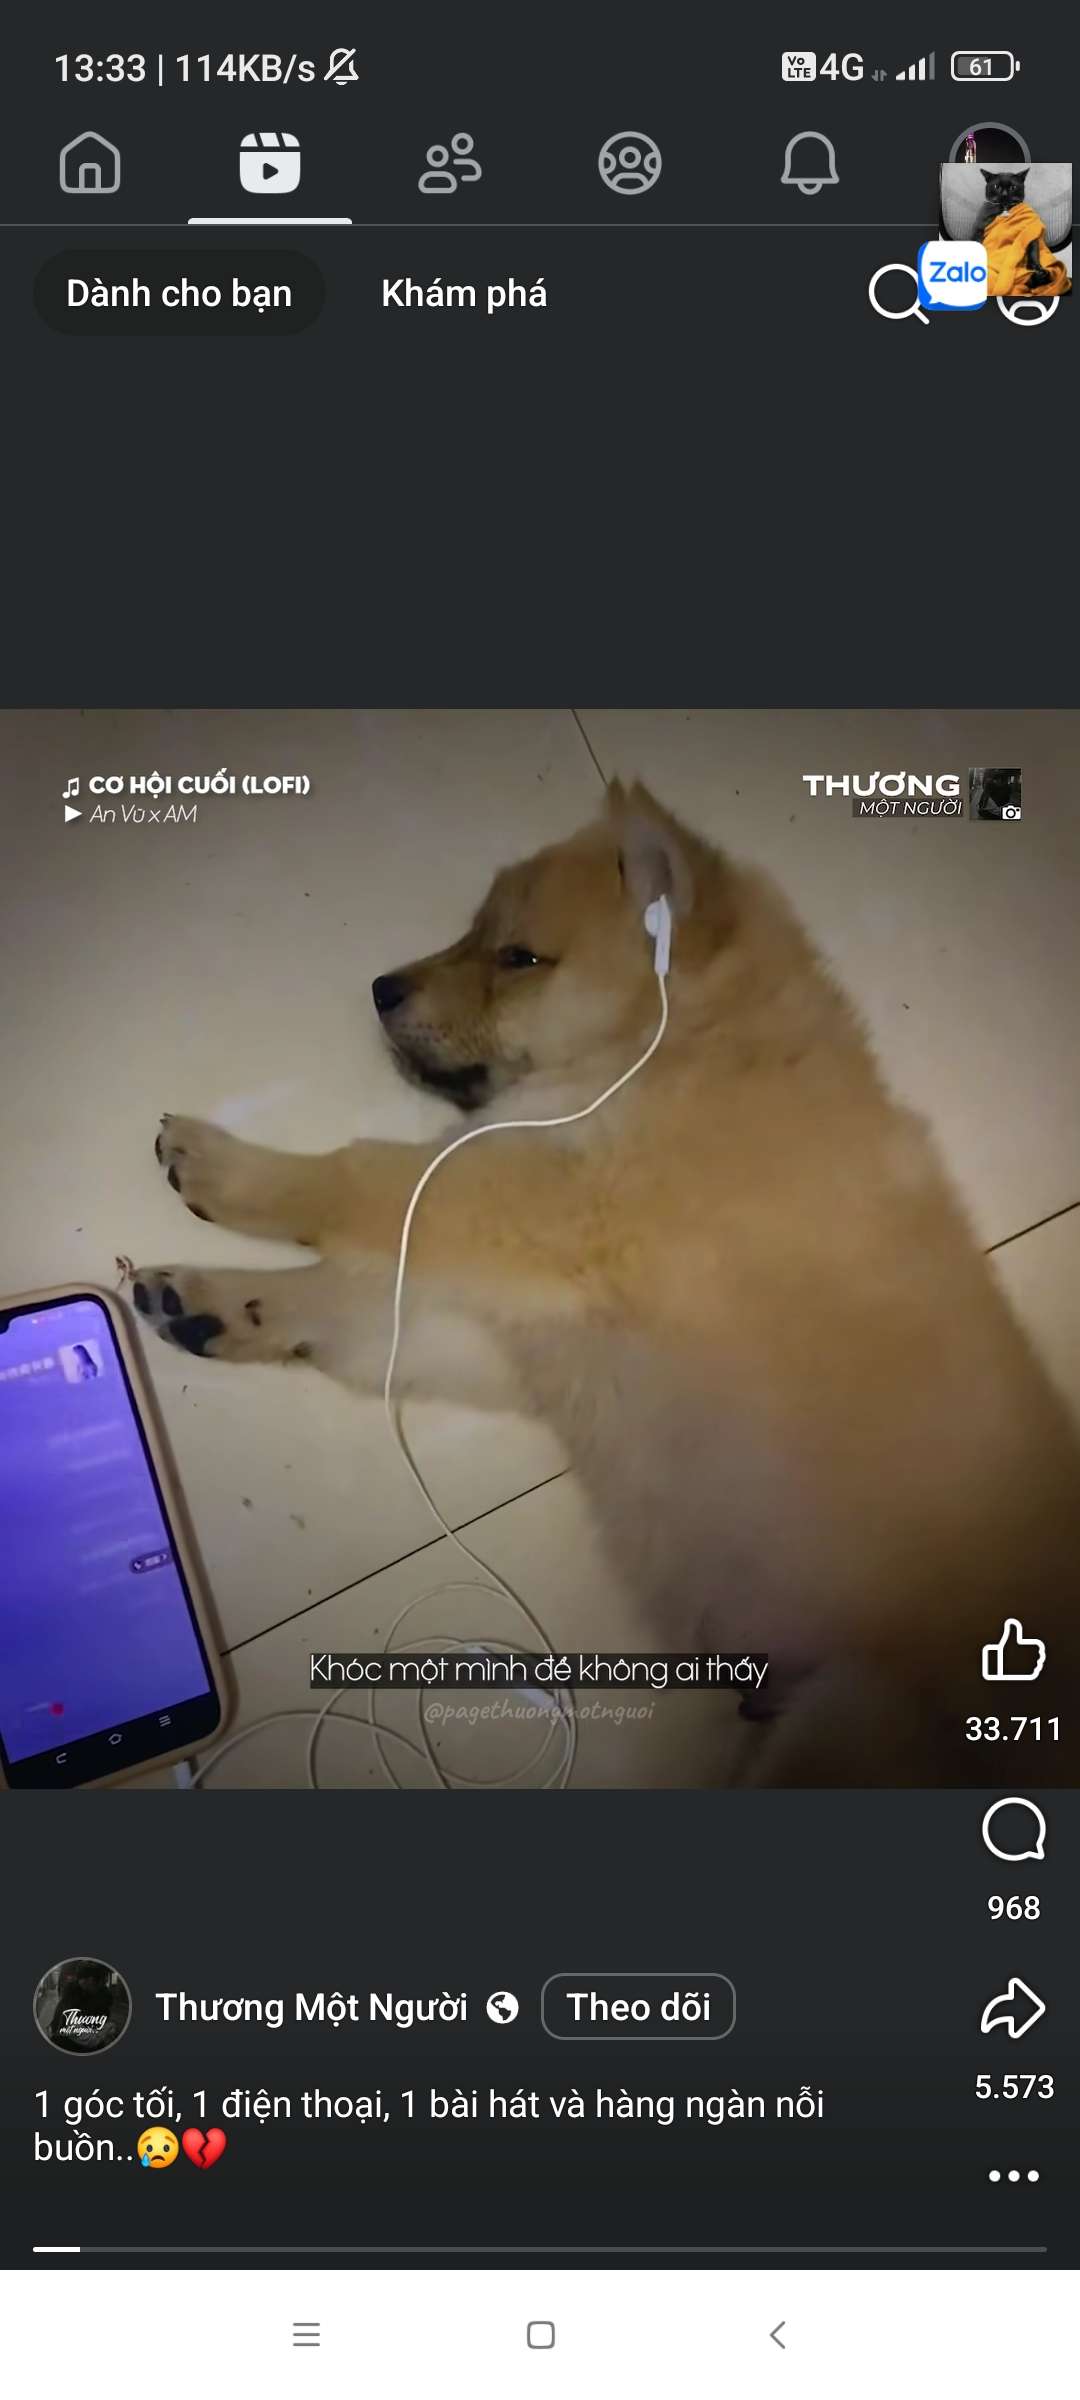 13:33 | 114KB/s
Vo LTE 4G 61
Dành cho bạn
Khám phá
Zalo
CƠ HỘI CUỐI (LOFI)
An Vũ x AM
THƯƠNG
MỘT NGƯỜI
Khóc một mình để không ai thấy
@pagethuongmotnguoi
33.711
968
Thương Một Người
Theo dõi
5.573
1 góc tối, 1 điện thoại, 1 bài hát và hàng ngàn nỗi
buồn..😢💔